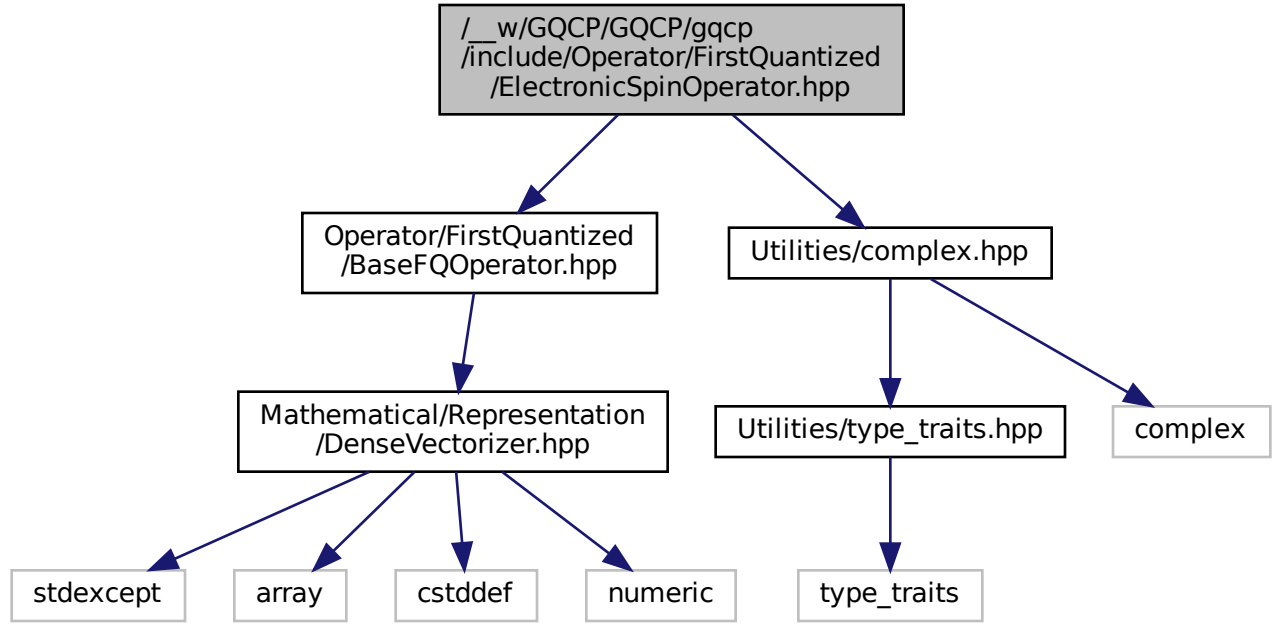 /__w/GQCP/GQCP/gqcp
/include/Operator/FirstQuantized
/ElectronicSpinOperator.hpp
Operator/FirstQuantized
/BaseFQOperator.hpp
Utilities/complex.hpp
Mathematical/Representation
/DenseVectorizer.hpp
Utilities/type_traits.hpp
complex
stdexcept
array
cstddef
numeric
type_traits